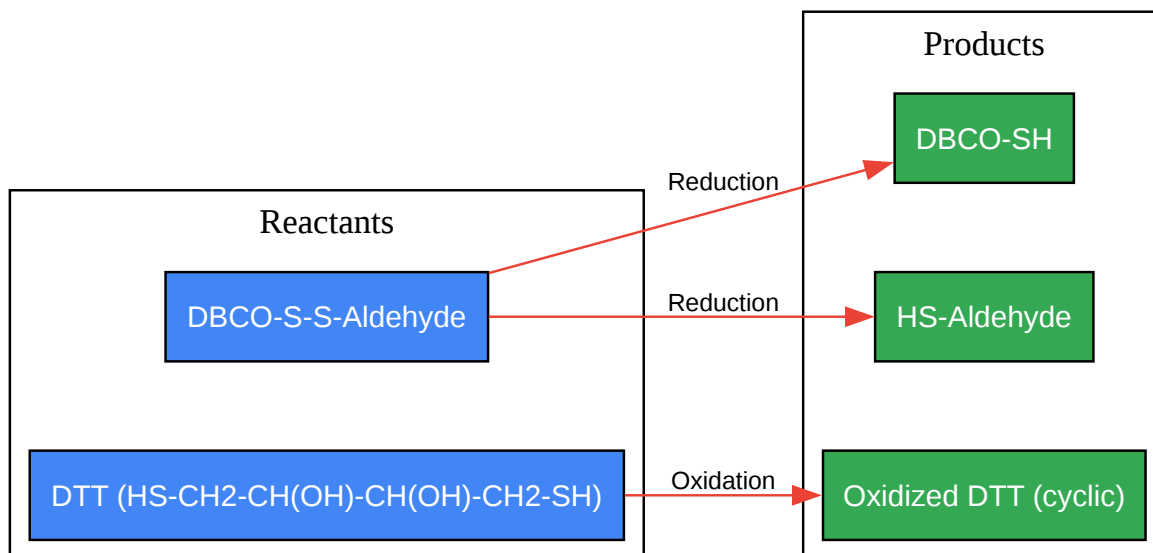 Products
DBCO-SH
Reduction
Reactants
DBCO-S-S-Aldehyde
Reduction
HS-Aldehyde
DTT (HS-CH2-CH(OH)-CH(OH)-CH2-SH)
Oxidation
Oxidized DTT (cyclic)